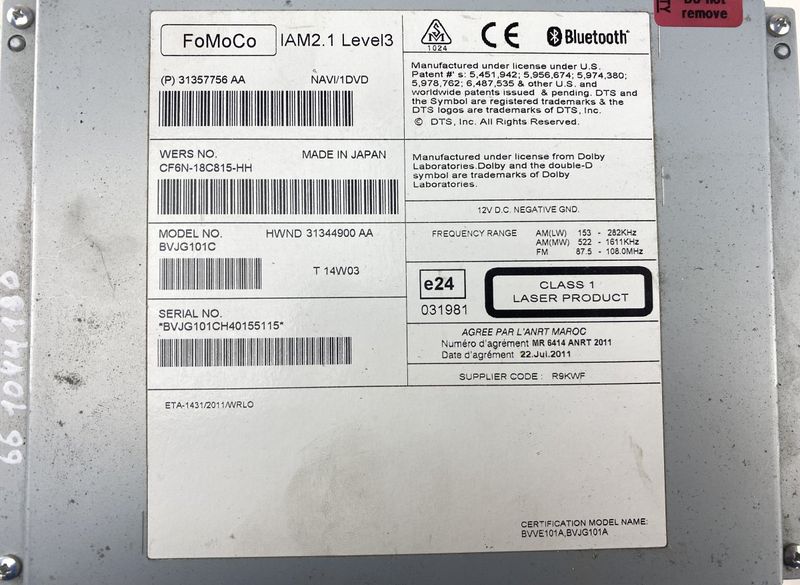 Do not
remove
FoMoCo
IAM2.1 Level3
(P) 31357756 AA NAVI/1DVD
WERS NO. MADE IN JAPAN
CF6N-18C815-HH
MODEL NO. HWND 31344900 AA
BVJG101C
T 14W03
SERIAL NO.
*BVJG101CH40155115*
ETA-1431/2011/WRLO
1024
CE
Bluetooth
Manufactured under license under U.S.
Patent #' s: 5,451,942; 5,956,674; 5,974,380;
5,978,762; 6,487,535 & other U.S. and
worldwide patents issued & pending. DTS and
the Symbol are registered trademarks & the
DTS logos are trademarks of DTS, Inc.
© DTS, Inc. All Rights Reserved.
Manufactured under license from Dolby
Laboratories.Dolby and the double-D
symbol are trademarks of Dolby
Laboratories.
12V D.C. NEGATIVE GND.
FREQUENCY RANGE AM(LW) 153 - 282KHz
AM(MW) 522 - 1611KHz
FM 87.5 - 108.0MHz
e24
031981
CLASS 1
LASER PRODUCT
AGREE PAR L'ANRT MAROC
Numéro d'agrément MR 6414 ANRT 2011
Date d'agrément 22.Jul.2011
SUPPLIER CODE : R9KWF
CERTIFICATION MODEL NAME:
BVVE101A,BVJG101A
66 1044180